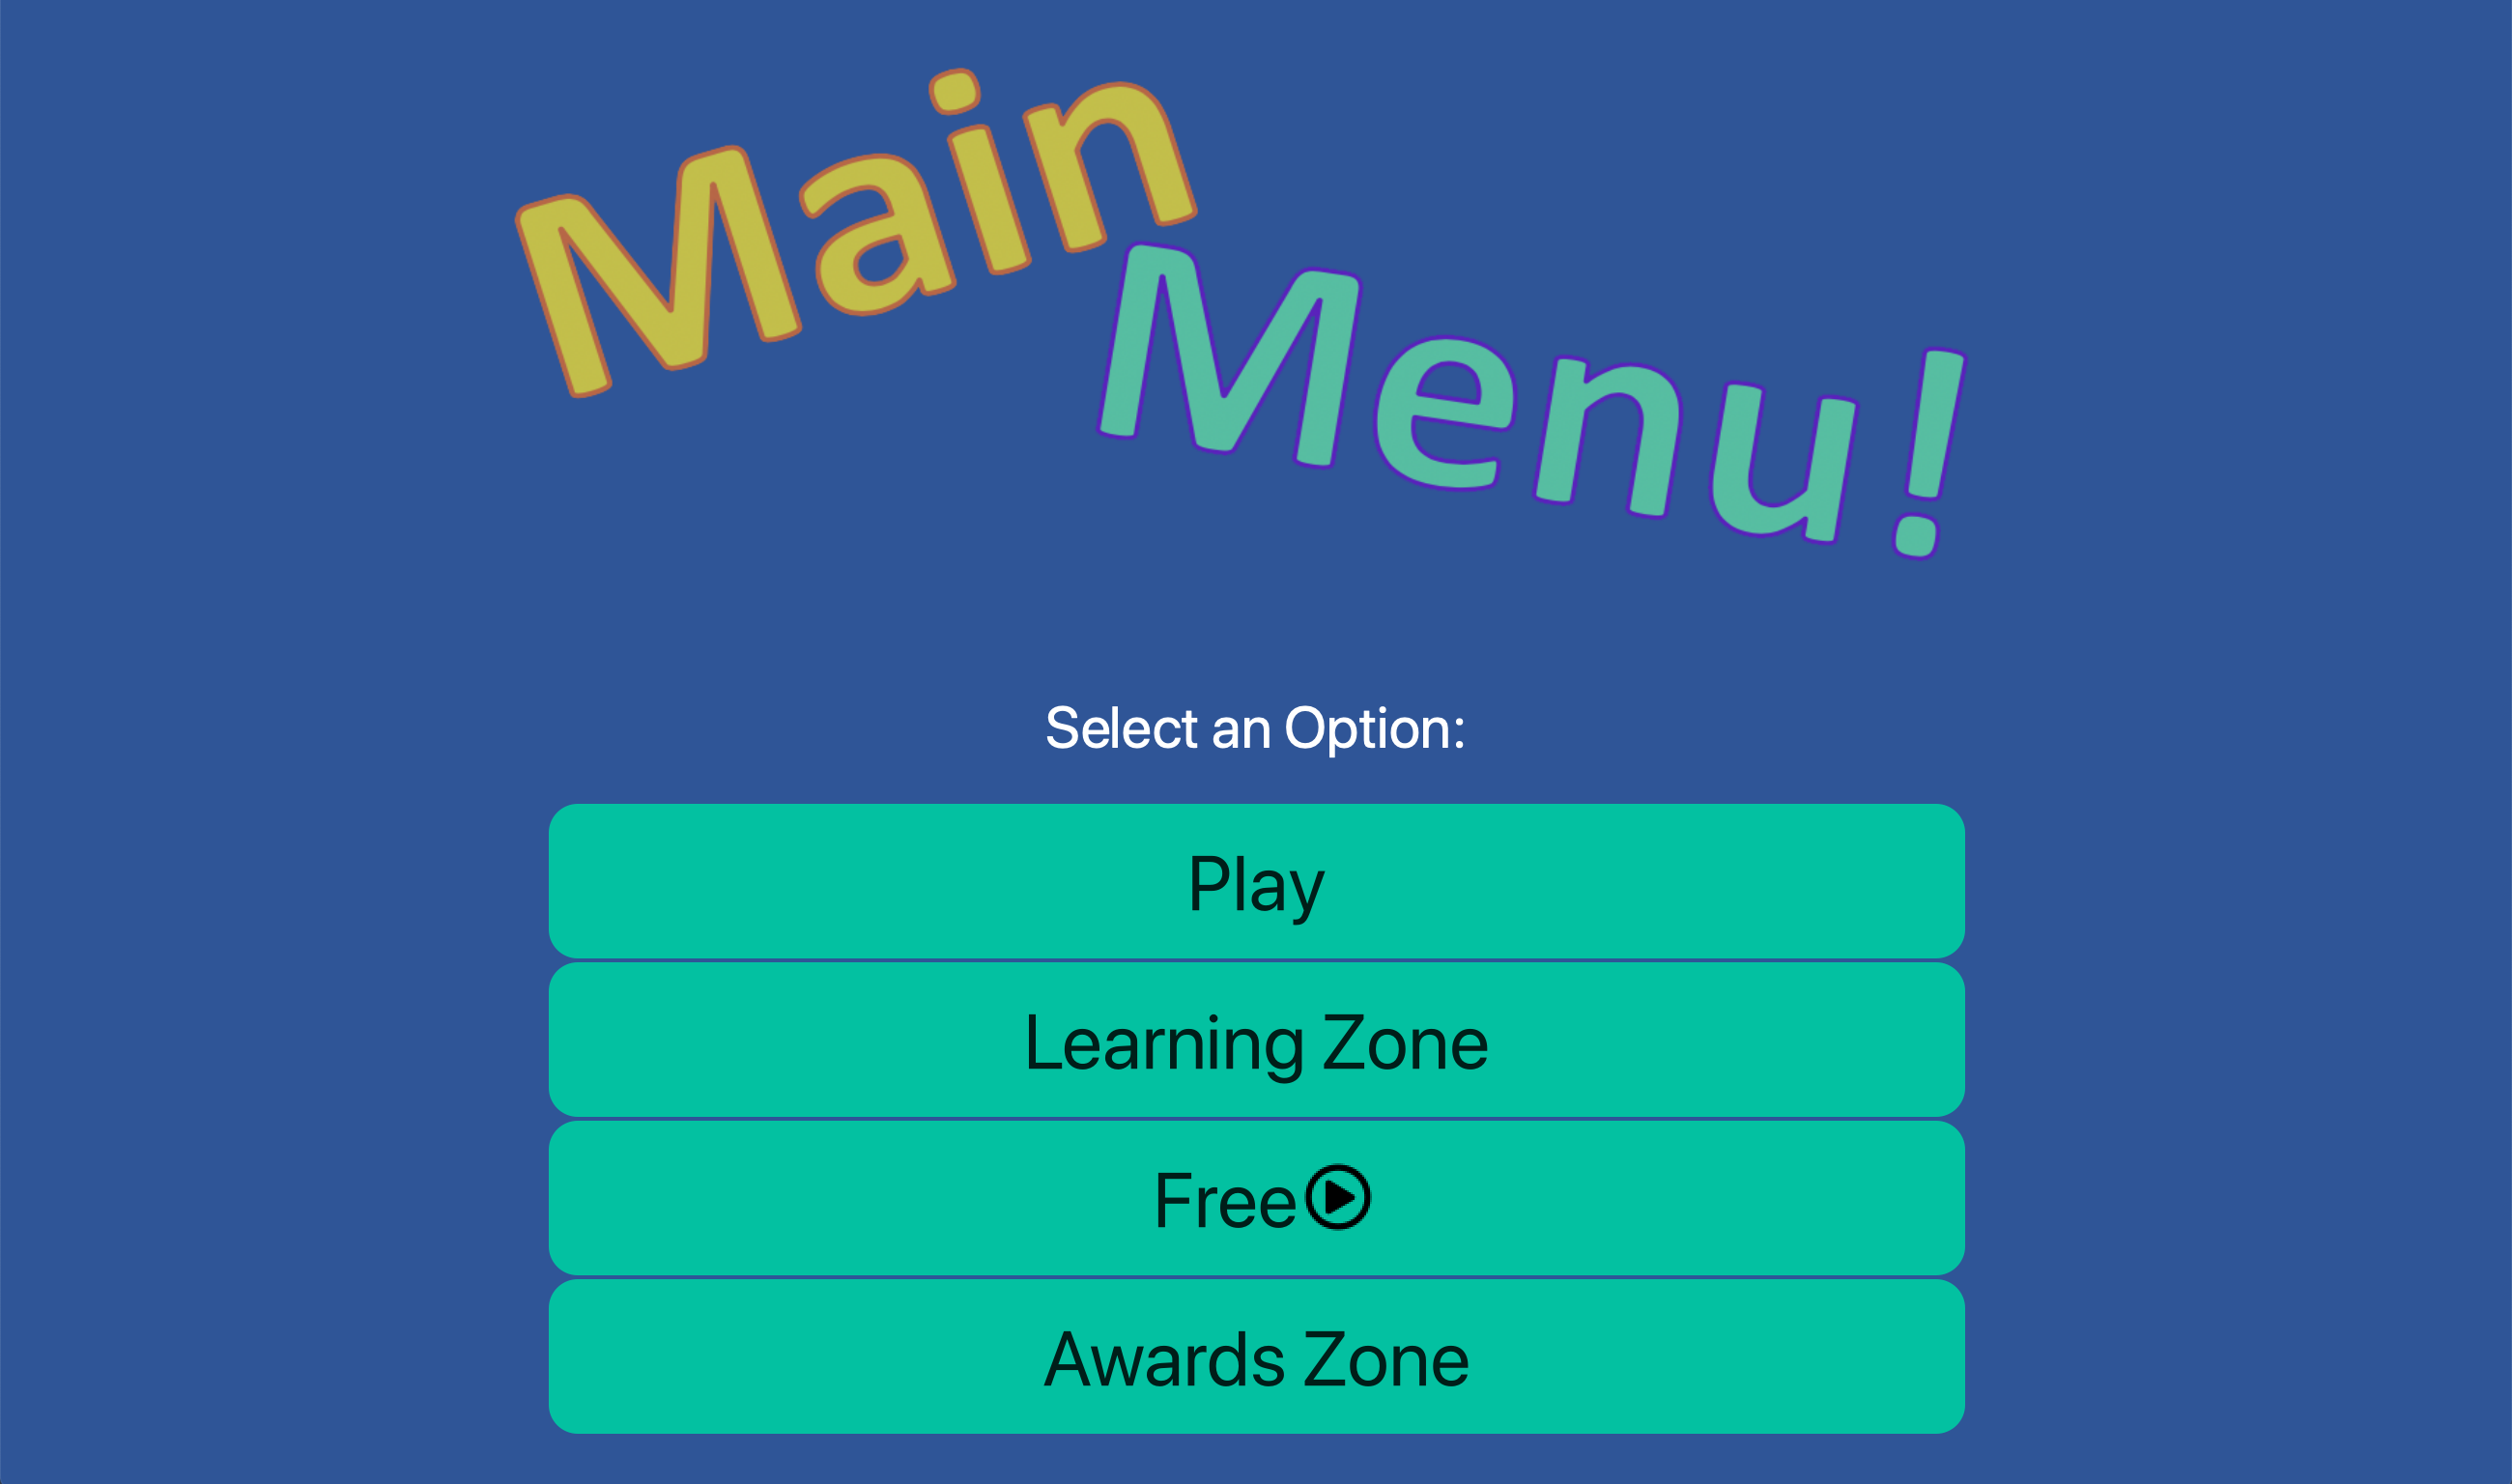 Main
Menu!
Select an Option:
Play
Learning Zone
Free
Awards Zone